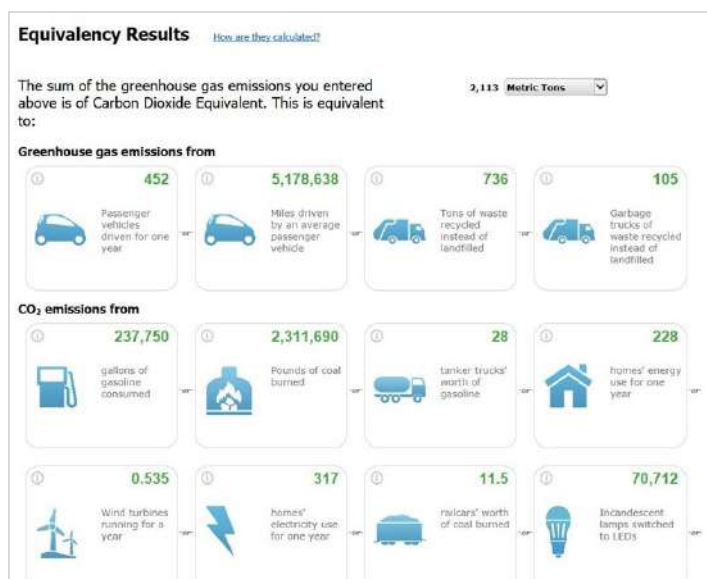 Equivalency Results How are they calculated?
The sum of the greenhouse gas emissions you entered
above is of Carbon Dioxide Equivalent. This is equivalent
to:
2,113 Metric Tons
Greenhouse gas emissions from
452
Passenger
vehicles
driven for one
year
-or-
5,178,638
Miles driven
by an average
passenger
vehicle
-or-
736
Tons of waste
recycled
instead of
landfilled
-or-
105
Garbage
trucks of
waste recycled
instead of
landfilled
CO₂ emissions from
237,750
gallons of
gasoline
consumed
-or-
2,311,690
Pounds of coal
burned
-or-
28
tanker trucks'
worth of
gasoline
-or-
228
homes' energy
use for one
year
-or-
0.535
Wind turbines
running for a
year
-or-
317
homes'
electricity use
for one year
-or-
11.5
railcars' worth
of coal burned
-or-
70,712
Incandescent
lamps switched
to LEDs
-or-